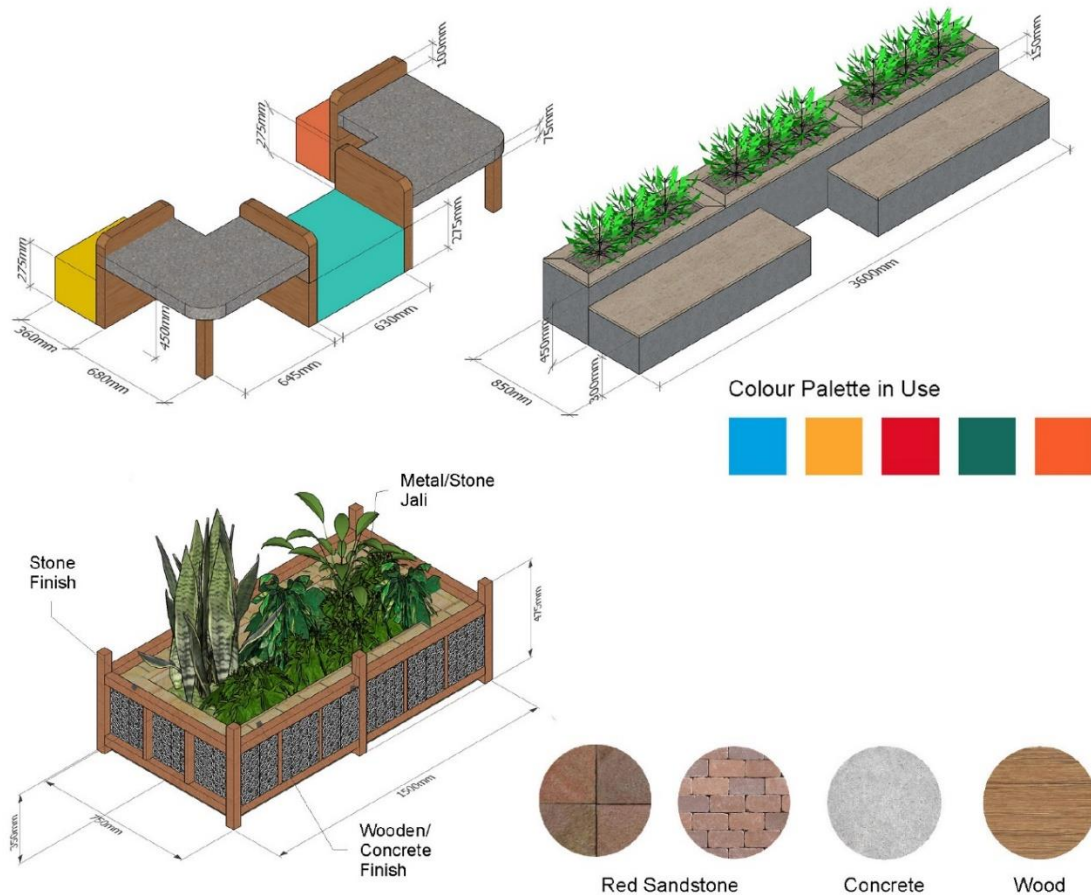 100mm
275mm
75mm
275mm
275mm
360mm
680mm
450mm
645mm
630mm
150mm
3600mm
450mm
300mm
850mm
Colour Palette in Use
Metal/Stone
Jali
Stone
Finish
475mm
350mm
750mm
1500mm
Wooden/
Concrete
Finish
Red Sandstone
Concrete
Wood